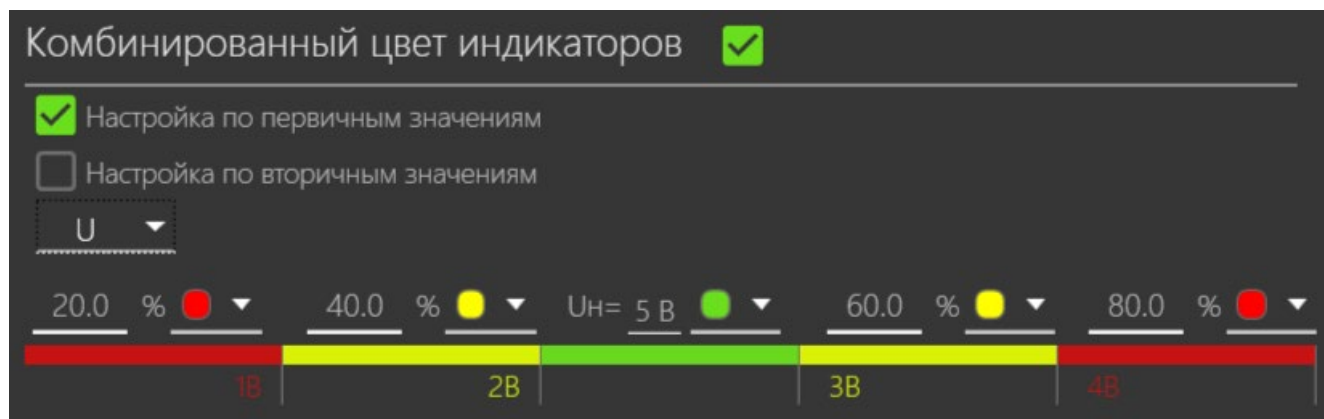 Комбинированный цвет индикаторов
Настройка по первичным значениям
Настройка по вторичным значениям
U
20.0 % 40.0 % Uн= 5 В 60.0 % 80.0 %
1В 2В 3В 4В